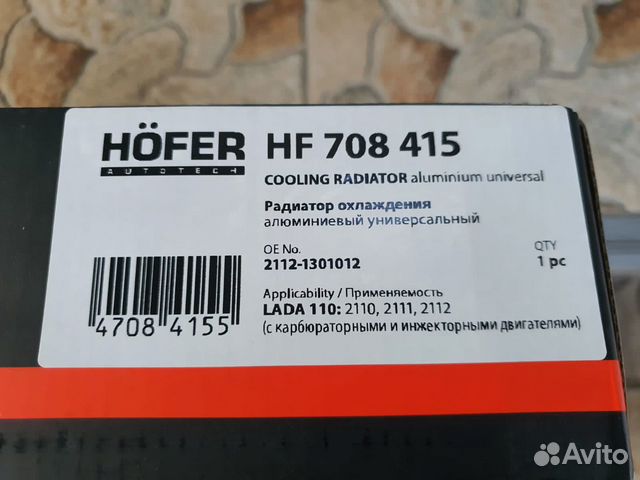 HÖFER
AUTOTECH
HF 708 415
COOLING RADIATOR aluminium universal
Радиатор охлаждения
алюминиевый универсальный
OE No.
2112-1301012
QTY
1 pc
Applicability / Применяемость
LADA 110: 2110, 2111, 2112
(с карбюраторными и инжекторными двигателями)
4708 4155
Avito